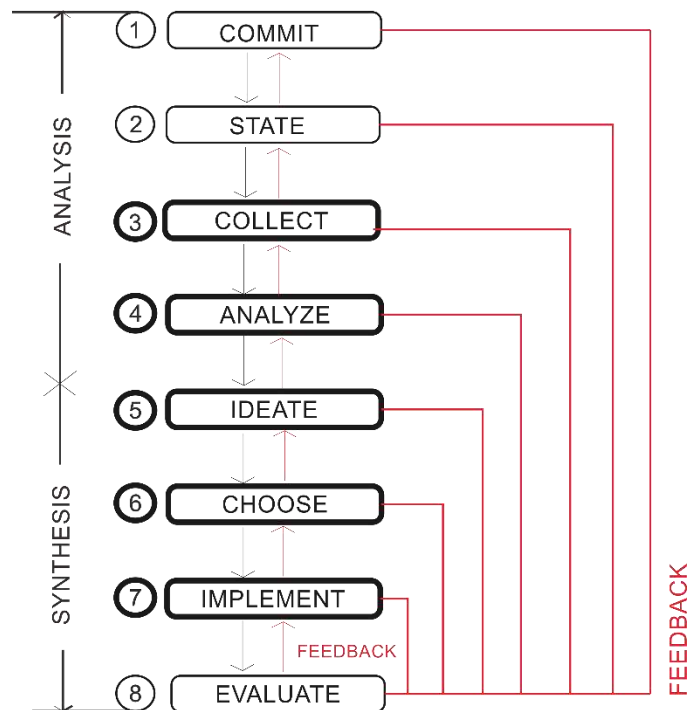 1 COMMIT
2 STATE
ANALYSIS
3 COLLECT
4 ANALYZE
5 IDEATE
6 CHOOSE
SYNTHESIS
7 IMPLEMENT
FEEDBACK
FEEDBACK
8 EVALUATE